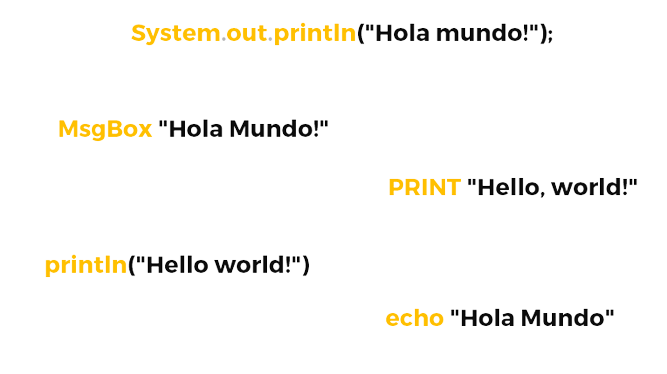 System.out.println("Hola mundo!");
MsgBox "Hola Mundo!"
PRINT "Hello, world!"
println("Hello world!")
echo "Hola Mundo"